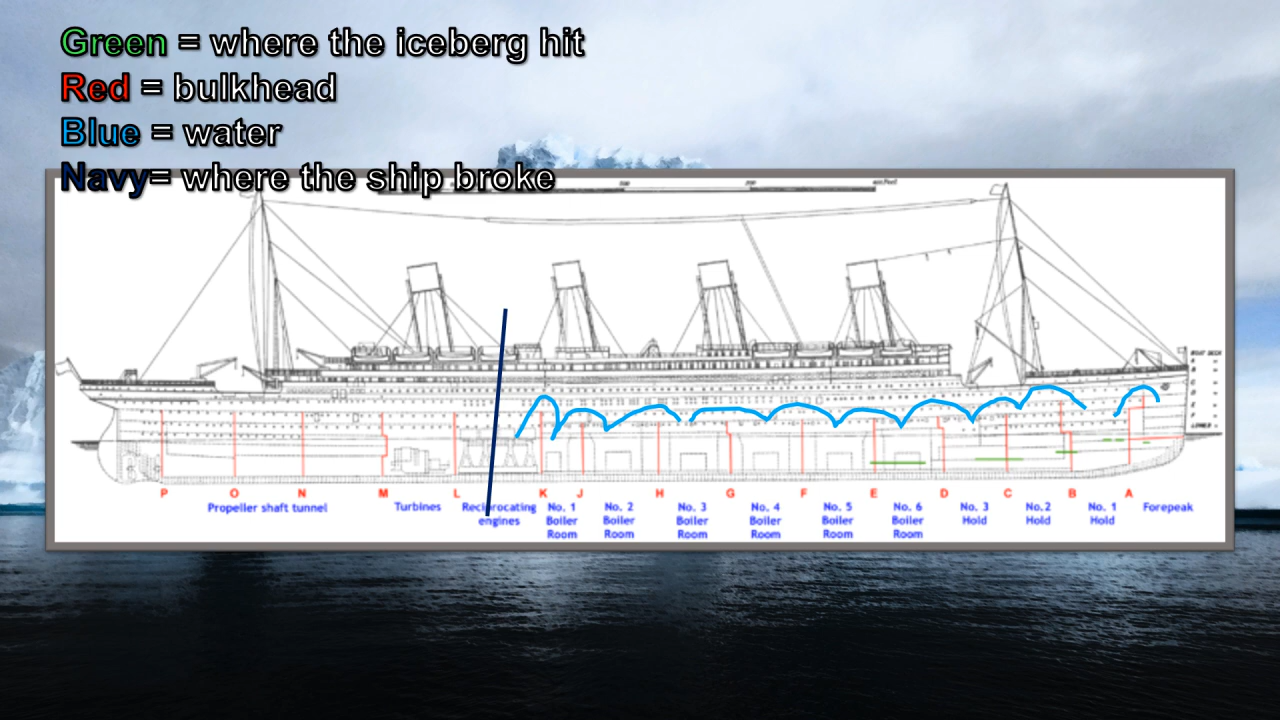 Green = where the iceberg hit
Red = bulkhead
Blue = water
Navy= where the ship broke
P O N M L K J H G F E D C B A
Propeller shaft tunnel
Turbines
Reciprocating
engines
No. 1
Boiler
Room
No. 2
Boiler
Room
No. 3
Boiler
Room
No. 4
Boiler
Room
No. 5
Boiler
Room
No. 6
Boiler
Room
No. 3
Hold
No.2
Hold
No. 1
Hold
Forepeak